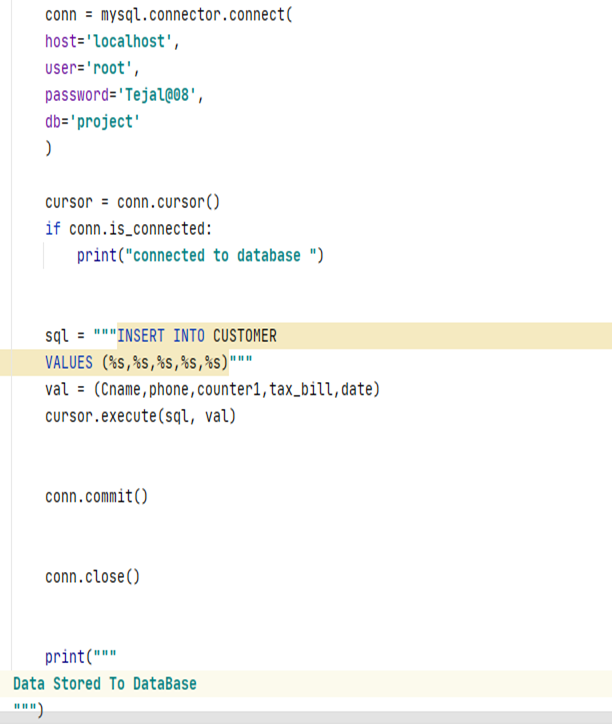 conn = mysql.connector.connect(
host='localhost',
user='root',
password='Tejal@08',
db='project'
)
cursor = conn.cursor()
if conn.is_connected:
print("connected to database ")
sql = """INSERT INTO CUSTOMER
VALUES (%s,%s,%s,%s,%s)"""
val = (Cname,phone,counter1,tax_bill,date)
cursor.execute(sql, val)
conn.commit()
conn.close()
print("""
Data Stored To DataBase
""")